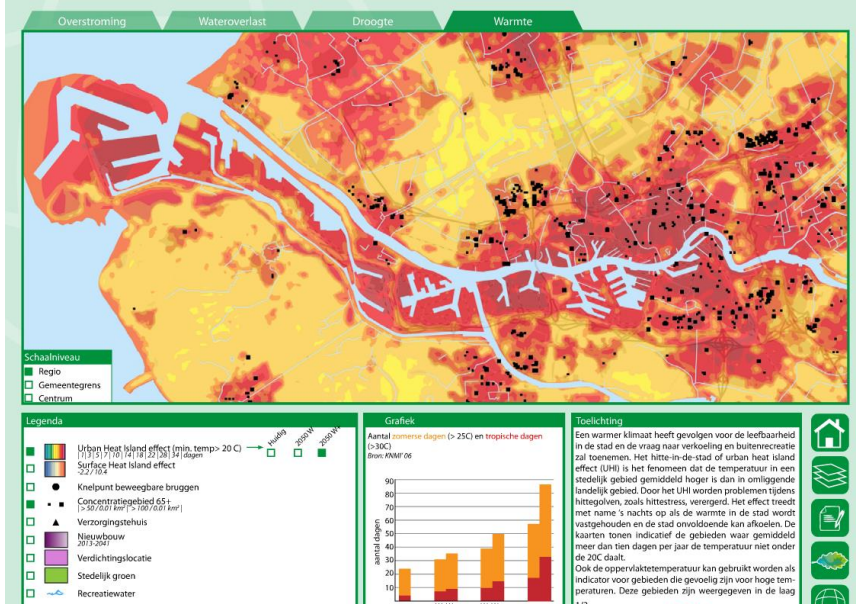 Overstroming
Wateroverlast
Droogte
Warmte
Schaalniveau
Regio
Gemeentegrens
Centrum
Legenda
Urban Heat Island effect (min. temp> 20 C)
| 1| 3 | 5 | 7 | 10 | 14 | 18 | 22 | 28 | 34 | dagen
Huidig
2050 W
Surface Heat Island effect
-2.2 / 10.4
Knelpunt beweegbare bruggen
Concentratiegebied 65+
| > 50 / 0.01 km² | > 100 / 0.01 km² |
Verzorgingstehuis
Nieuwbouw
2013-2041
Verdichtingslocatie
Stedelijk groen
Recreatiewater
Grafiek
Aantal zomerse dagen (> 25C) en tropische dagen
(>30C)
Bron: KNMI' 06
aantal dagen
90
80
70
60
50
40
30
20
10
Toelichting
Een warmer klimaat heeft gevolgen voor de leefbaarheid
in de stad en de vraag naar verkoeling en buitenrecreatie
zal toenemen. Het hitte-in-de-stad of urban heat island
effect (UHI) is het fenomeen dat de temperatuur in een
stedelijk gebied gemiddeld hoger is dan in omliggende
landelijk gebied. Door het UHI worden problemen tijdens
hittegolven, zoals hittestress, verergerd. Het effect treedt
met name 's nachts op als de warmte in de stad wordt
vastgehouden en de stad onvoldoende kan afkoelen. De
kaarten tonen indicatief de gebieden waar gemiddeld
meer dan tien dagen per jaar de temperatuur niet onder
de 20C daalt.
Ook de oppervlaktetemperatuur kan gebruikt worden als
indicator voor gebieden die gevoelig zijn voor hoge tem-
peraturen. Deze gebieden zijn weergegeven in de laag